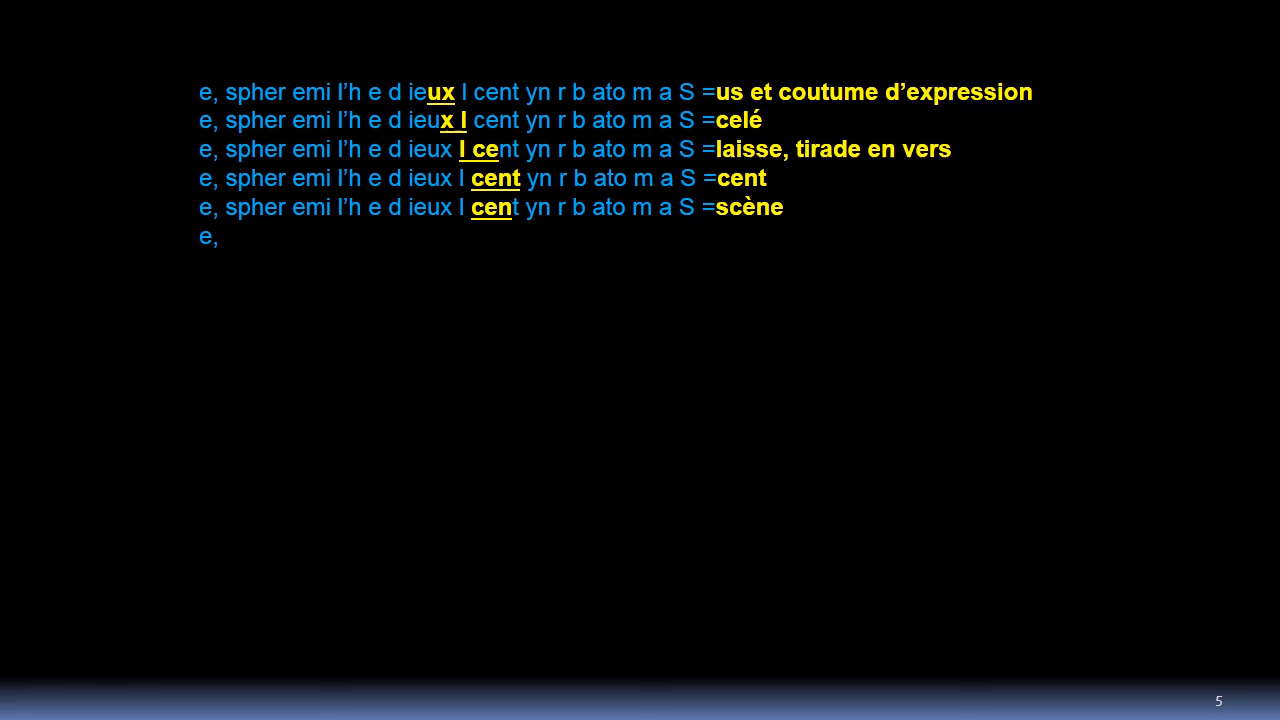 e, spher emi l’h e d ieux l cent yn r b ato m a S =us et coutume d’expression
e, spher emi l’h e d ieux l cent yn r b ato m a S =celé
e, spher emi l’h e d ieux l cent yn r b ato m a S =laisse, tirade en vers
e, spher emi l’h e d ieux l cent yn r b ato m a S =cent
e, spher emi l’h e d ieux l cent yn r b ato m a S =scène
e,
5